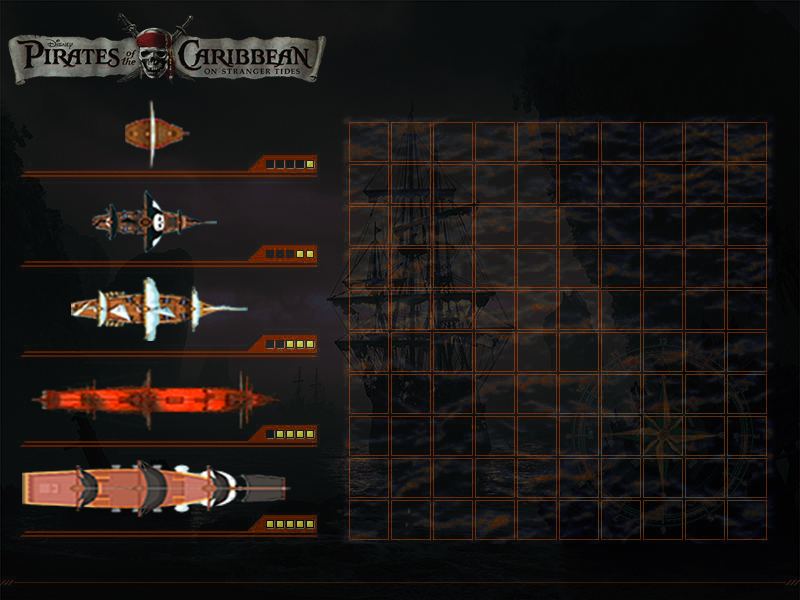 Disney
PIRATES of the CARIBBEAN
ON STRANGER TIDES